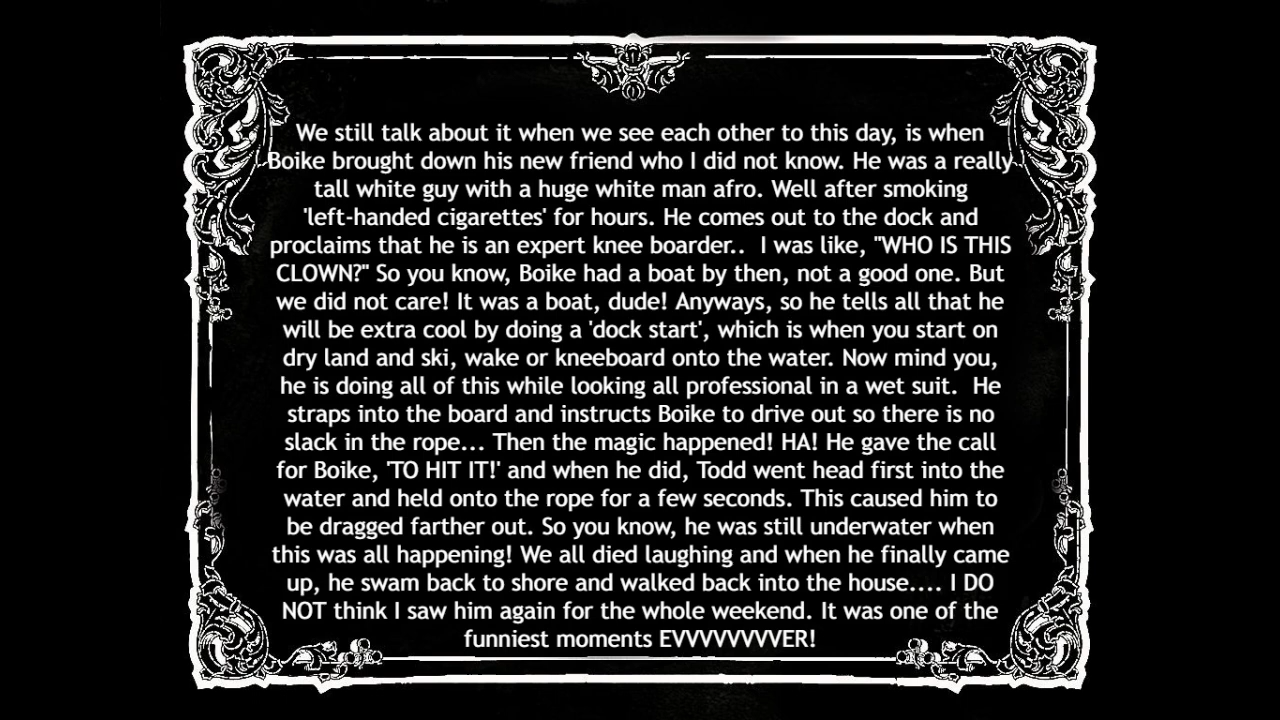 We still talk about it when we see each other to this day, is when
Boike brought down his new friend who I did not know. He was a really
tall white guy with a huge white man afro. Well after smoking
'left-handed cigarettes' for hours. He comes out to the dock and
proclaims that he is an expert knee boarder..  I was like, "WHO IS THIS
CLOWN?" So you know, Boike had a boat by then, not a good one. But
we did not care! It was a boat, dude! Anyways, so he tells all that he
will be extra cool by doing a 'dock start', which is when you start on
dry land and ski, wake or kneeboard onto the water. Now mind you,
he is doing all of this while looking all professional in a wet suit.  He
straps into the board and instructs Boike to drive out so there is no
slack in the rope... Then the magic happened! HA! He gave the call
for Boike, 'TO HIT IT!' and when he did, Todd went head first into the
water and held onto the rope for a few seconds. This caused him to
be dragged farther out. So you know, he was still underwater when
this was all happening! We all died laughing and when he finally came
up, he swam back to shore and walked back into the house.... I DO
NOT think I saw him again for the whole weekend. It was one of the
funniest moments EVVVVVVVVER!